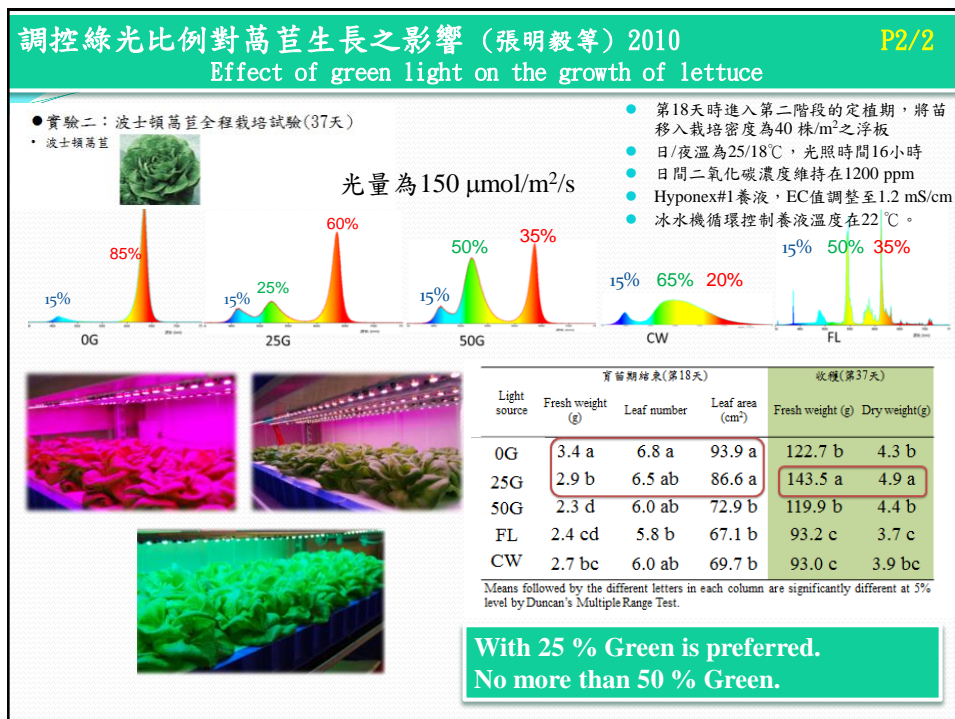 調控綠光比例對萵苣生長之影響 (張明毅等) 2010 P2/2
Effect of green light on the growth of lettuce
●實驗二：波士頓萵苣全程栽培試驗(37天)
• 波士頓萵苣
光量為150 μmol/m²/s
● 第18天時進入第二階段的定植期，將苗
移入栽培密度為40 株/m²之浮板
● 日/夜溫為25/18℃，光照時間16小時
● 日間二氧化碳濃度維持在1200 ppm
● Hyponex#1養液，EC值調整至1.2 mS/cm
● 冰水機循環控制養液溫度在22 ℃。
15% 85%
0G
15% 25% 60%
25G
15% 50% 35%
50G
15% 65% 20%
CW
15% 50% 35%
FL
育苗期結束(第18天) 收穫(第37天)
Light source Fresh weight (g) Leaf number Leaf area (cm²) Fresh weight (g) Dry weight(g)
0G 3.4 a 6.8 a 93.9 a 122.7 b 4.3 b
25G 2.9 b 6.5 ab 86.6 a 143.5 a 4.9 a
50G 2.3 d 6.0 ab 72.9 b 119.9 b 4.4 b
FL 2.4 cd 5.8 b 67.1 b 93.2 c 3.7 c
CW 2.7 bc 6.0 ab 69.7 b 93.0 c 3.9 bc
Means followed by the different letters in each column are significantly different at 5%
level by Duncan's Multiple Range Test.
With 25 % Green is preferred.
No more than 50 % Green.